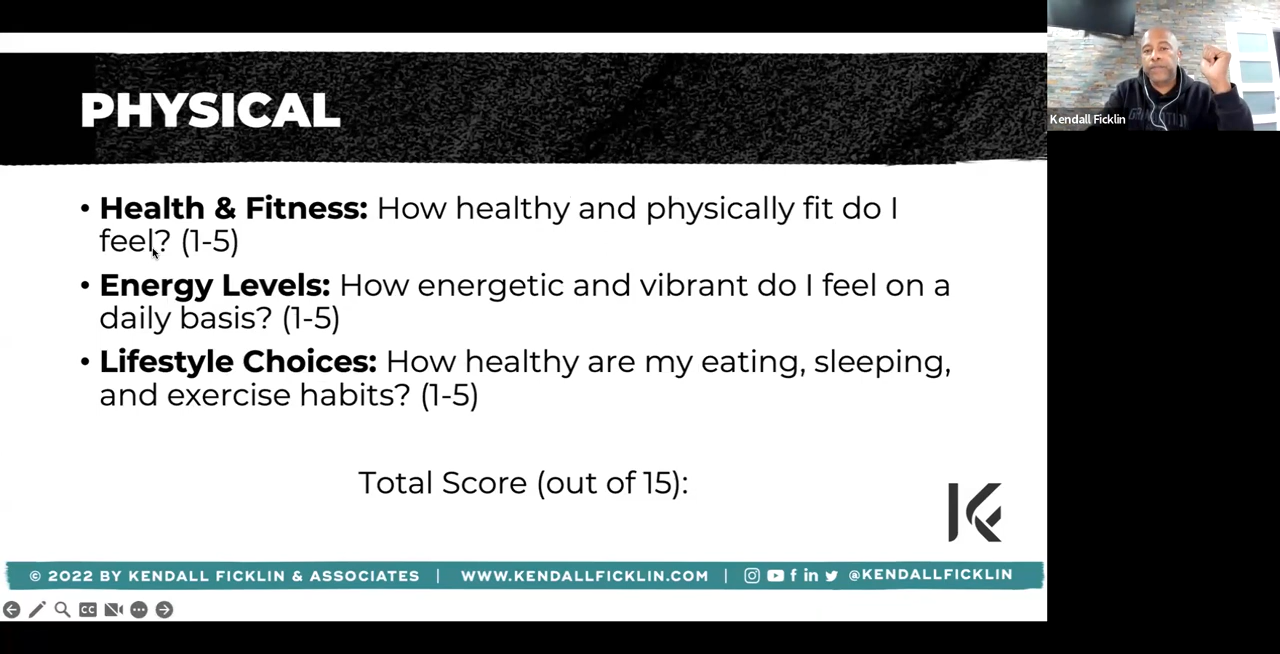 PHYSICAL
Kendall Ficklin
• Health & Fitness: How healthy and physically fit do I
feel? (1-5)
• Energy Levels: How energetic and vibrant do I feel on a
daily basis? (1-5)
• Lifestyle Choices: How healthy are my eating, sleeping,
and exercise habits? (1-5)
Total Score (out of 15):
KF
© 2022 BY KENDALL FICKLIN & ASSOCIATES | WWW.KENDALLFICKLIN.COM | @KENDALLFICKLIN
CC